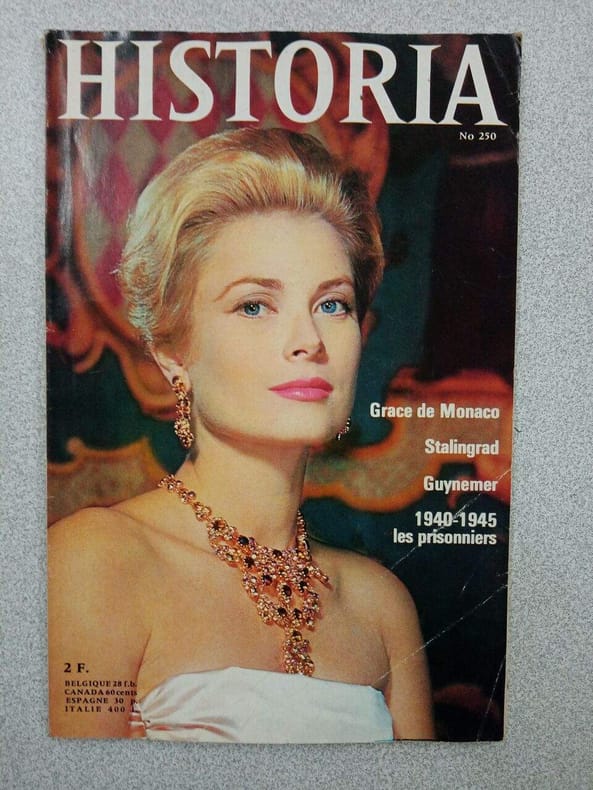 HISTORIA
No 250
Grace de Monaco
Stalingrad
Guynemer
1940-1945
les prisonniers
2 F.
BELGIQUE 28 f.b.
CANADA 60 cents
ESPAGNE 30 p.
ITALIE 400 l.